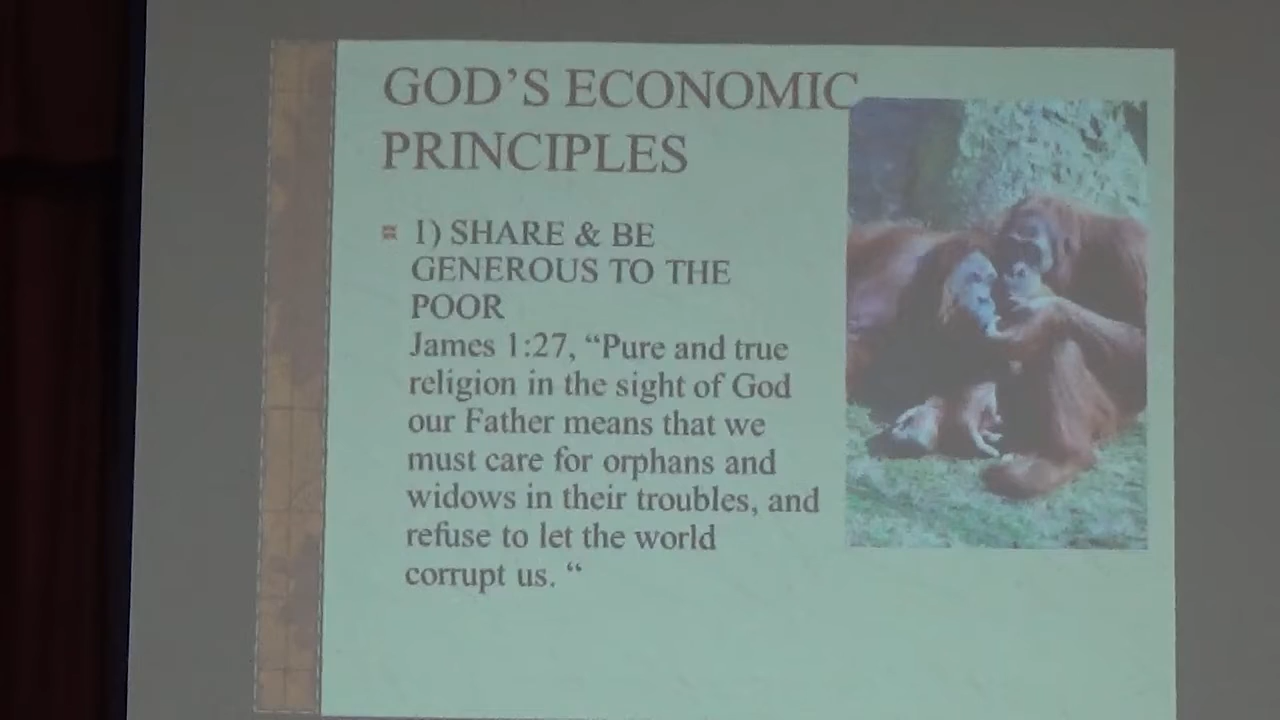 GOD'S ECONOMIC
PRINCIPLES
1) SHARE & BE
GENEROUS TO THE
POOR
James 1:27, “Pure and true
religion in the sight of God
our Father means that we
must care for orphans and
widows in their troubles, and
refuse to let the world
corrupt us. “